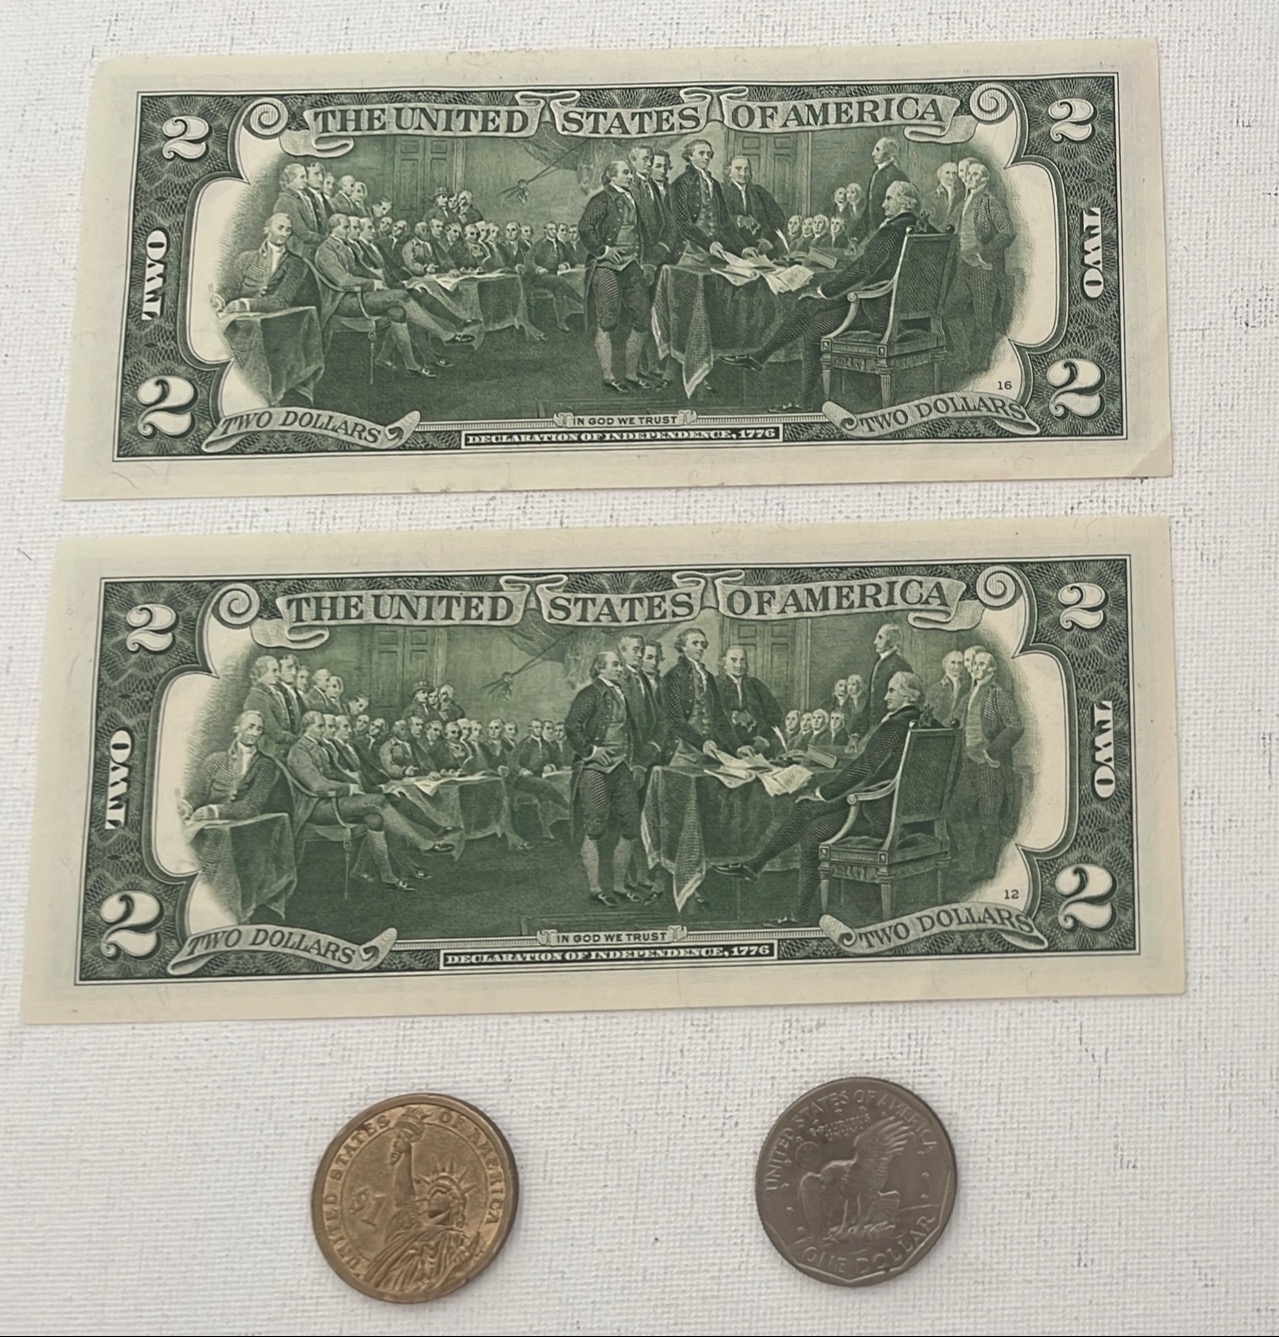 THE UNITED STATES OF AMERICA
2 2
TWO TWO
16
2 2
TWO DOLLARS IN GOD WE TRUST TWO DOLLARS
DECLARATION OF INDEPENDENCE, 1776
THE UNITED STATES OF AMERICA
2 2
TWO TWO
12
2 2
TWO DOLLARS IN GOD WE TRUST TWO DOLLARS
DECLARATION OF INDEPENDENCE, 1776
UNITED STATES OF AMERICA
$1
UNITED STATES OF AMERICA
ONE DOLLAR